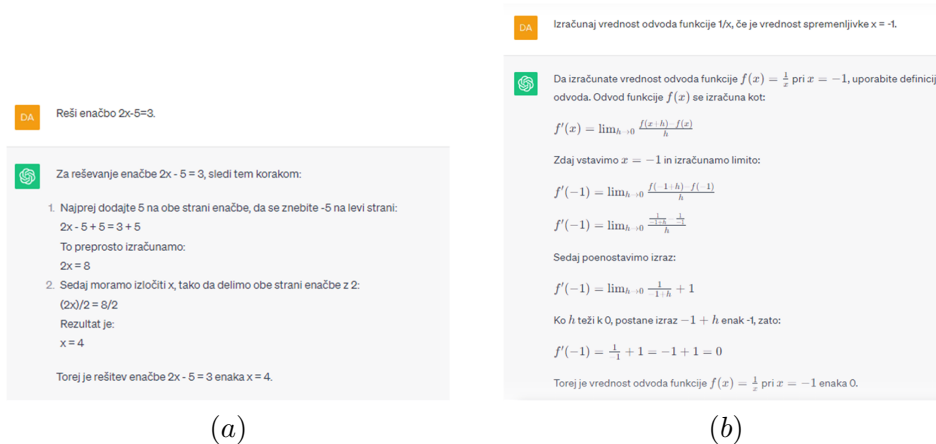 DA
Reši enačbo 2x-5=3.
Za reševanje enačbe 2x - 5 = 3, sledi tem korakom:
1. Najprej dodajte 5 na obe strani enačbe, da se znebite -5 na levi strani:
2x - 5 + 5 = 3 + 5
To preprosto izračunamo:
2x = 8
2. Sedaj moramo izločiti x, tako da delimo obe strani enačbe z 2:
(2x)/2 = 8/2
Rezultat je:
x = 4
Torej je rešitev enačbe 2x - 5 = 3 enaka x = 4.
(a)
DA
Izračunaj vrednost odvoda funkcije 1/x, če je vrednost spremenljivke x = -1.
Da izračunate vrednost odvoda funkcije f(x) = 1/x pri x = −1, uporabite definicij
odvoda. Odvod funkcije f(x) se izračuna kot:
f′(x) = lim h→0 (f(x+h)−f(x))/h
Zdaj vstavimo x = −1 in izračunamo limito:
f′(−1) = lim h→0 (f(−1+h)−f(−1))/h
f′(−1) = lim h→0 (1/(−1+h) − 1/−1)/h
Sedaj poenostavimo izraz:
f′(−1) = lim h→0 1/(−1+h) + 1
Ko h teži k 0, postane izraz −1 + h enak -1, zato:
f′(−1) = 1/−1 + 1 = −1 + 1 = 0
Torej je vrednost odvoda funkcije f(x) = 1/x pri x = −1 enaka 0.
(b)